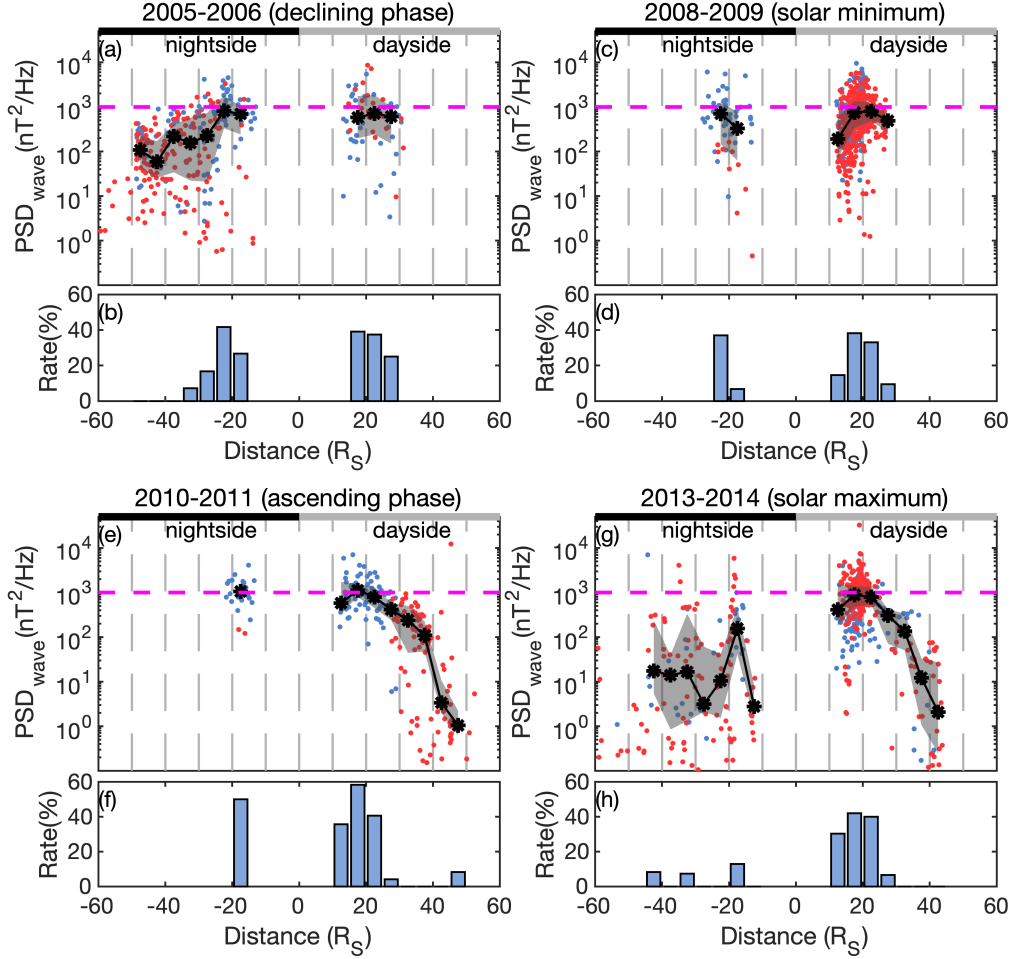 2005-2006 (declining phase)
(a) nightside dayside
PSD_wave (nT^2/Hz)
10^4
10^3
10^2
10^1
10^0
(b)
Rate(%)
60
40
20
0
-60 -40 -20 0 20 40 60
Distance (R_S)
2008-2009 (solar minimum)
(c) nightside dayside
PSD_wave (nT^2/Hz)
10^4
10^3
10^2
10^1
10^0
(d)
Rate(%)
60
40
20
0
-60 -40 -20 0 20 40 60
Distance (R_S)
2010-2011 (ascending phase)
(e) nightside dayside
PSD_wave (nT^2/Hz)
10^4
10^3
10^2
10^1
10^0
(f)
Rate(%)
60
40
20
0
-60 -40 -20 0 20 40 60
Distance (R_S)
2013-2014 (solar maximum)
(g) nightside dayside
PSD_wave (nT^2/Hz)
10^4
10^3
10^2
10^1
10^0
(h)
Rate(%)
60
40
20
0
-60 -40 -20 0 20 40 60
Distance (R_S)